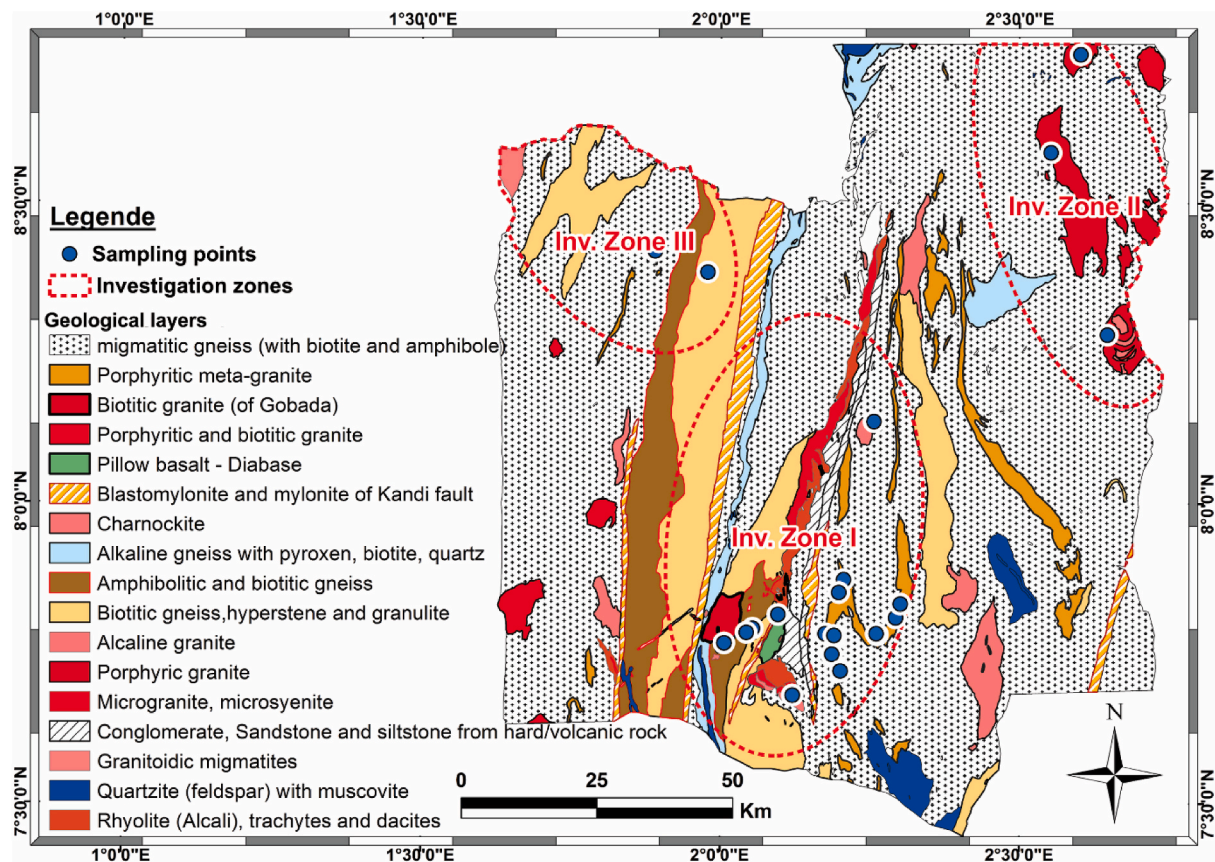 1°0'0"E 1°30'0"E 2°0'0"E 2°30'0"E
8°30'0"N
8°0'0"N
7°30'0"N
8°30'0"N
8°0'0"N
7°30'0"N
Inv. Zone II
Inv. Zone III
Inv. Zone I
Legende
Sampling points
Investigation zones
Geological layers
migmatitic gneiss (with biotite and amphibole)
Porphyritic meta-granite
Biotitic granite (of Gobada)
Porphyritic and biotitic granite
Pillow basalt - Diabase
Blastomylonite and mylonite of Kandi fault
Charnockite
Alkaline gneiss with pyroxen, biotite, quartz
Amphibolitic and biotitic gneiss
Biotitic gneiss,hyperstene and granulite
Alcaline granite
Porphyric granite
Microgranite, microsyenite
Conglomerate, Sandstone and siltstone from hard/volcanic rock
Granitoidic migmatites
Quartzite (feldspar) with muscovite
Rhyolite (Alcali), trachytes and dacites
0 25 50
Km
N
1°0'0"E 1°30'0"E 2°0'0"E 2°30'0"E